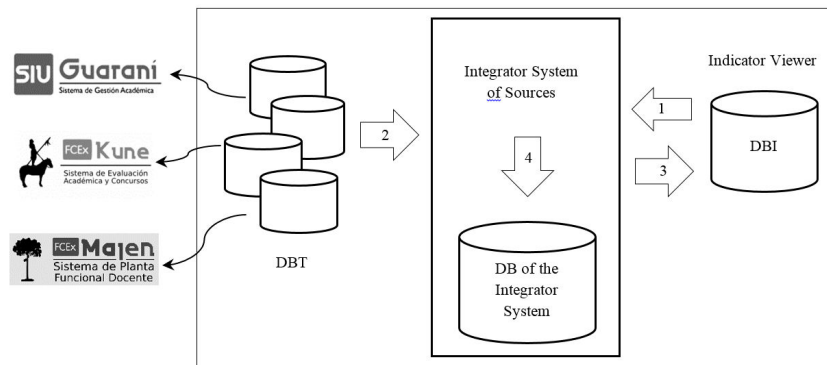 SIU Guaraní
Sistema de Gestión Académica
FCEx Kune
Sistema de Evaluación
Académica y Concursos
FCEx Majen
Sistema de Planta
Funcional Docente
DBT
2
Integrator System
of Sources
4
DB of the
Integrator
System
1
3
Indicator Viewer
DBI